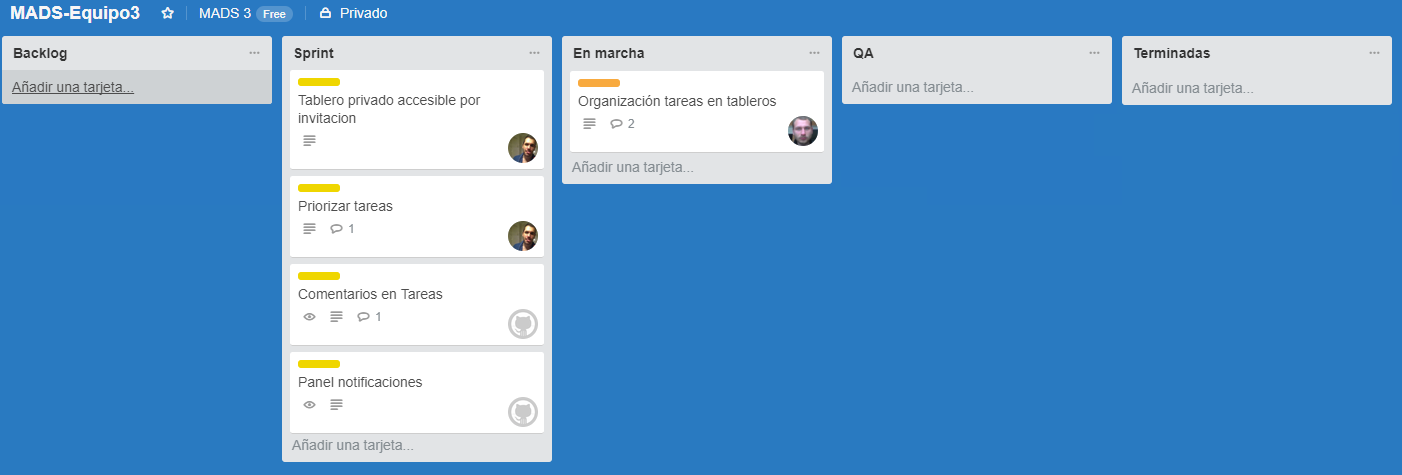 MADS-Equipo3 MADS 3 Free Privado
Backlog
Añadir una tarjeta...
Sprint
Tablero privado accesible por
invitacion
Priorizar tareas
1
Comentarios en Tareas
1
Panel notificaciones
Añadir una tarjeta...
En marcha
Organización tareas en tableros
2
Añadir una tarjeta...
QA
Añadir una tarjeta...
Terminadas
Añadir una tarjeta...